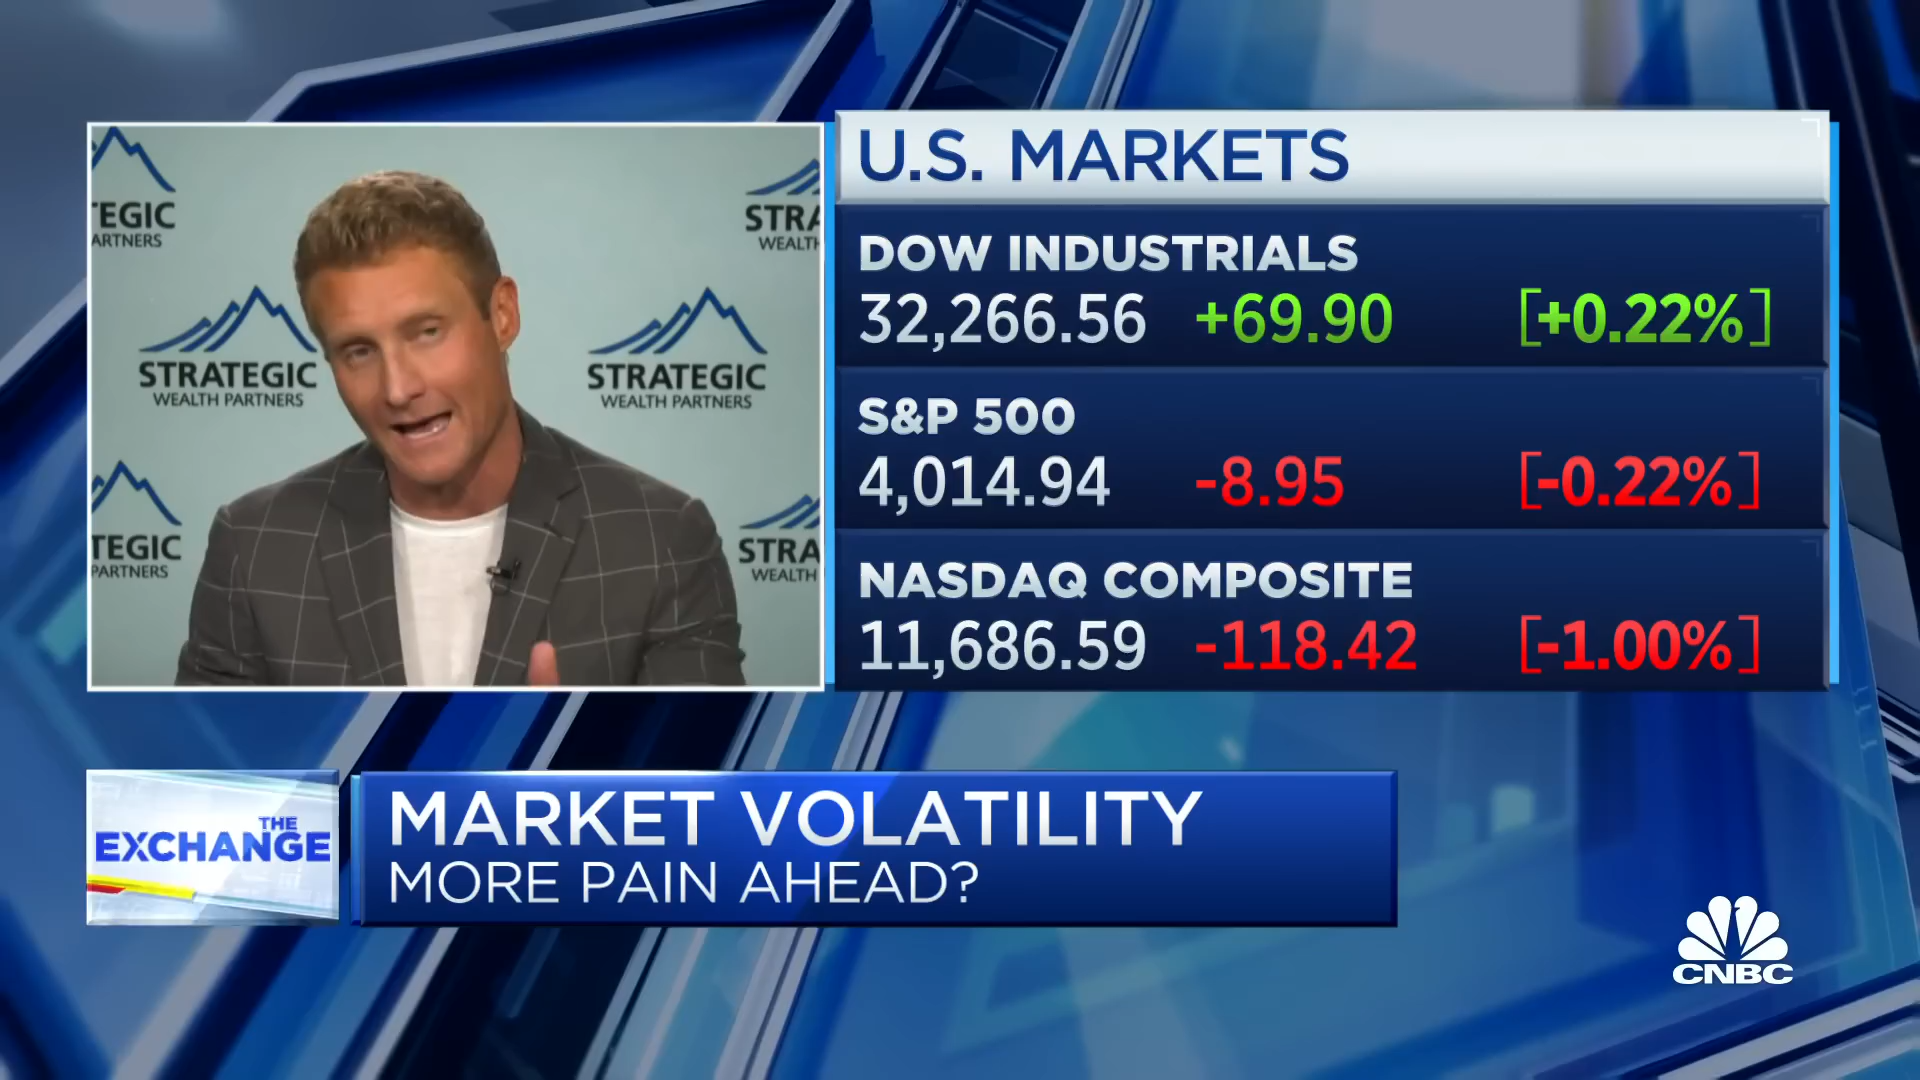 EGIC
ARTNERS
STRA
WEALTH
STRATEGIC
WEALTH PARTNERS
STRATEGIC
WEALTH PARTNERS
TEGIC
PARTNERS
STRA
WEALTH
U.S. MARKETS
DOW INDUSTRIALS
32,266.56 +69.90 [+0.22%]
S&P 500
4,014.94 -8.95 [-0.22%]
NASDAQ COMPOSITE
11,686.59 -118.42 [-1.00%]
THE
EXCHANGE
MARKET VOLATILITY
MORE PAIN AHEAD?
CNBC